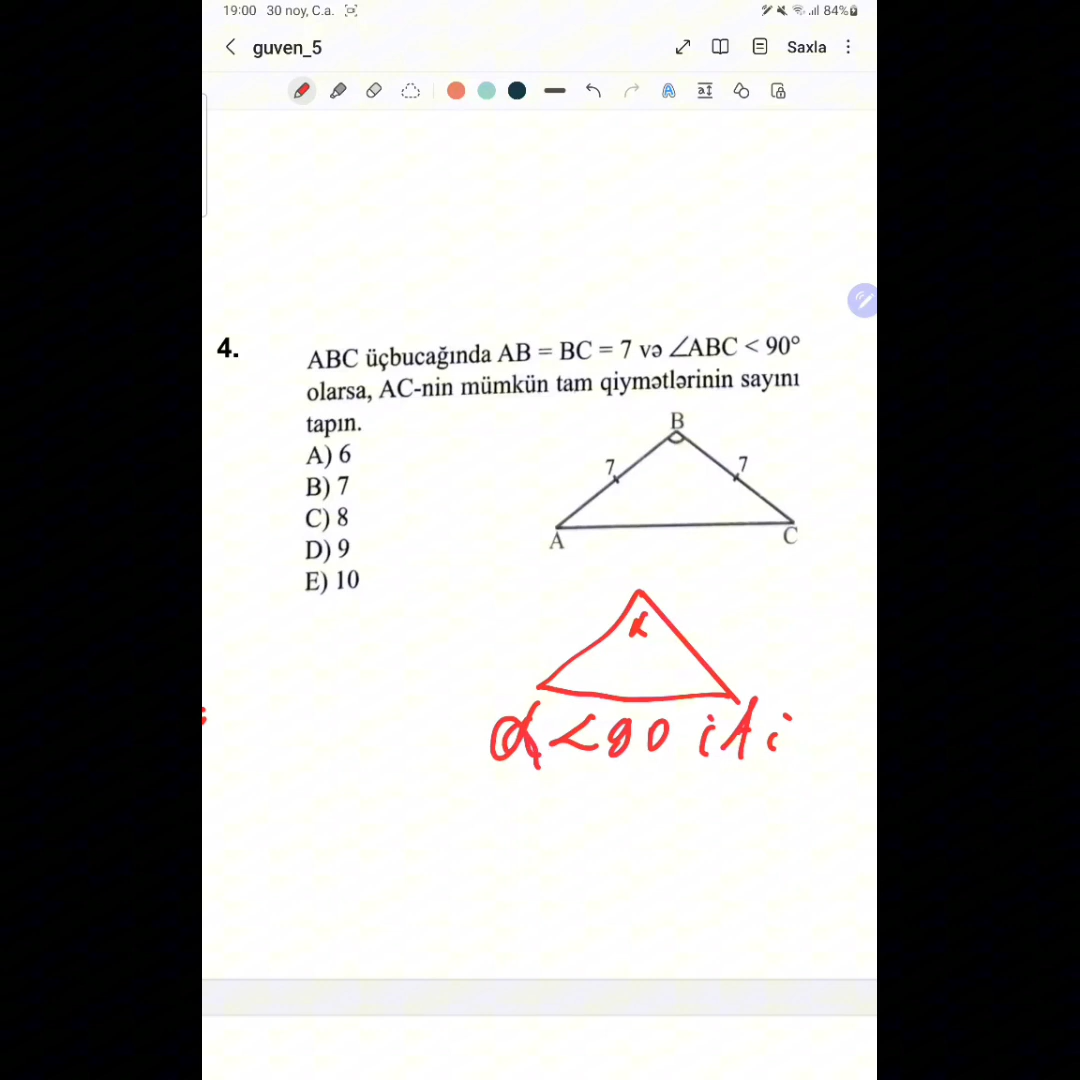 19:00 30 noy, C.a. 84%
guven_5 Saxla
4.
ABC üçbucağında AB = BC = 7 və ∠ABC < 90°
olarsa, AC-nin mümkün tam qiymətlərinin sayını
tapın.
A) 6
B) 7
C) 8
D) 9
E) 10
B
7 7
A C
α
α < 90 iti